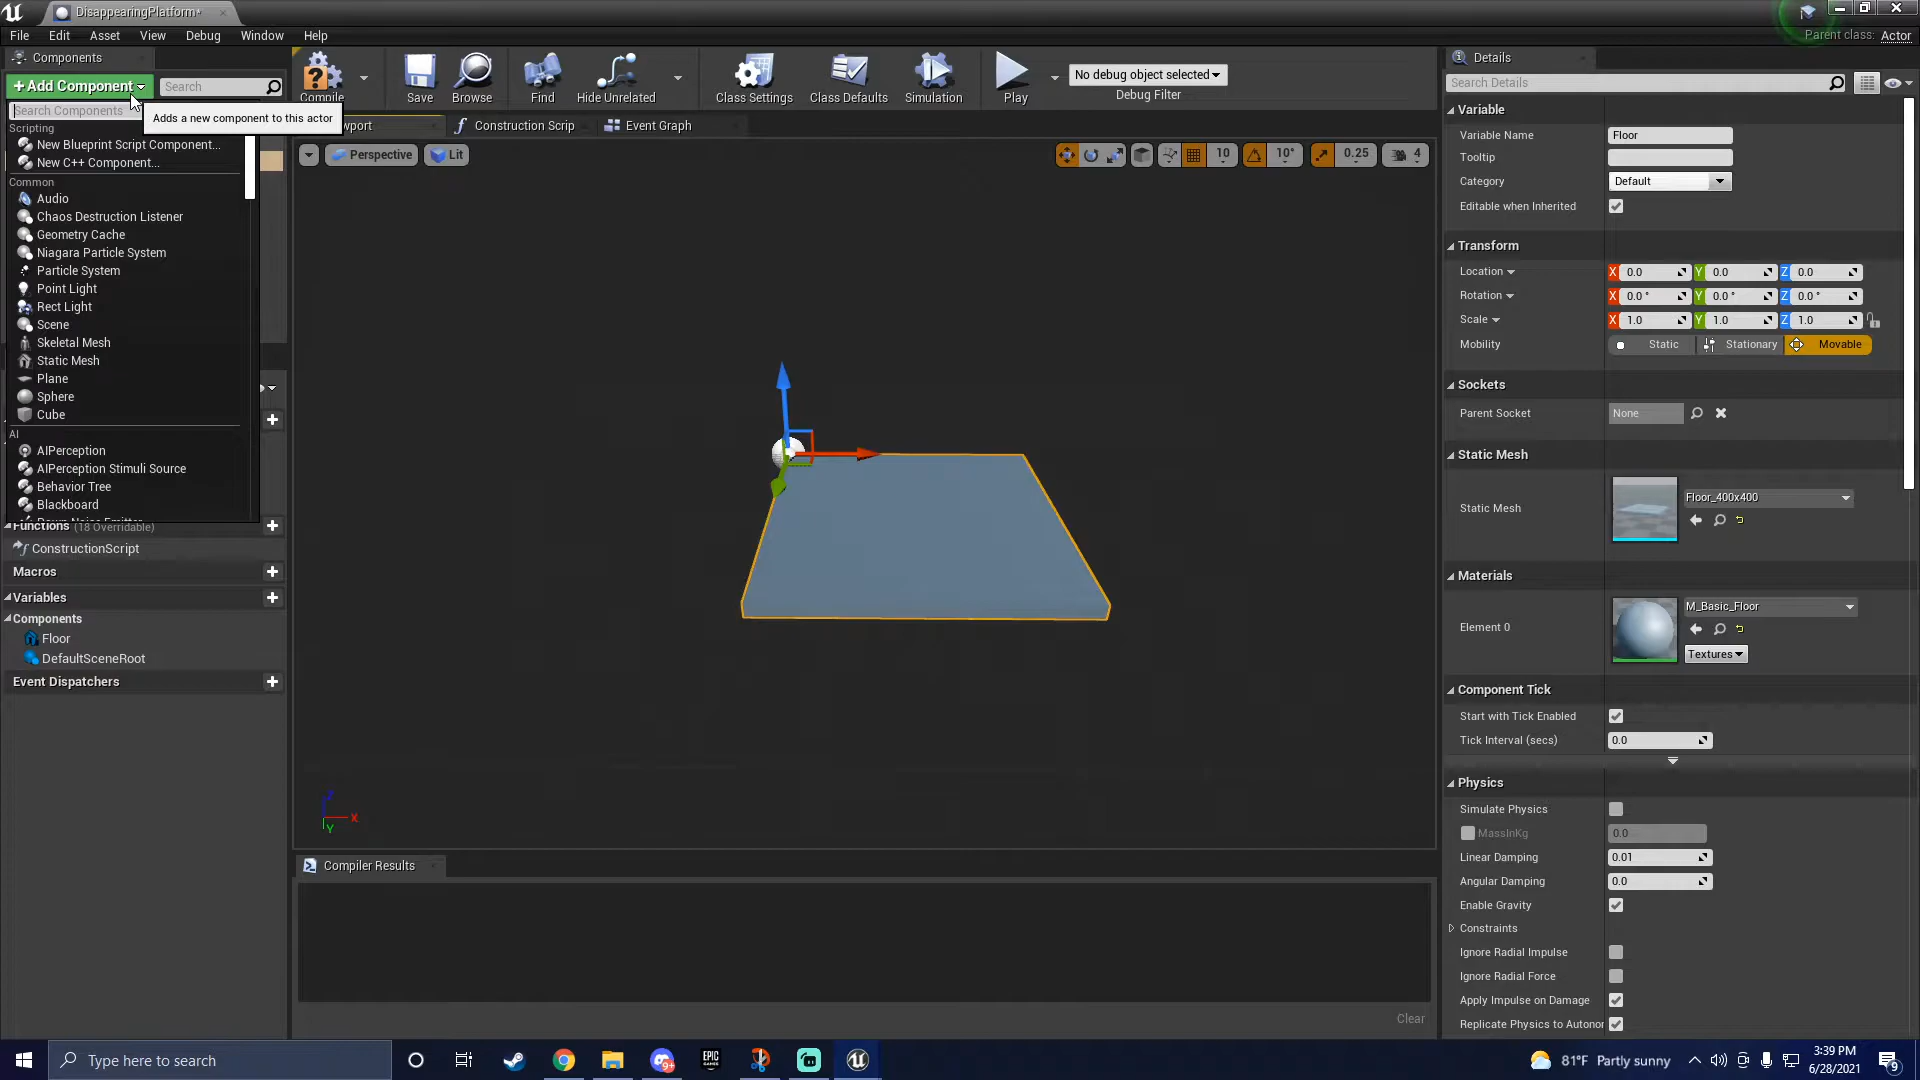 DisappearingPlatform*
File Edit Asset View Debug Window Help
Parent class: Actor
Components
+Add Component
Search
Search Components
Adds a new component to this actor
Scripting
New Blueprint Script Component...
New C++ Component...
Common
Audio
Chaos Destruction Listener
Geometry Cache
Niagara Particle System
Particle System
Point Light
Rect Light
Scene
Skeletal Mesh
Static Mesh
Plane
Sphere
Cube
AI
AIPerception
AIPerception Stimuli Source
Behavior Tree
Blackboard
Functions (18 Overridable)
ConstructionScript
Macros
Variables
Components
Floor
DefaultSceneRoot
Event Dispatchers
Compile
Save
Browse
Find
Hide Unrelated
Class Settings
Class Defaults
Simulation
Play
No debug object selected
Debug Filter
wport
Construction Scrip
Event Graph
Perspective
Lit
10
10°
0.25
4
Z
X
Y
Compiler Results
Clear
Details
Search Details
Variable
Variable Name Floor
Tooltip
Category Default
Editable when Inherited
Transform
Location X 0.0 Y 0.0 Z 0.0
Rotation X 0.0 ° Y 0.0 ° Z 0.0 °
Scale X 1.0 Y 1.0 Z 1.0
Mobility Static Stationary Movable
Sockets
Parent Socket None
Static Mesh
Static Mesh Floor_400x400
Materials
Element 0 M_Basic_Floor
Textures
Component Tick
Start with Tick Enabled
Tick Interval (secs) 0.0
Physics
Simulate Physics
MassInKg 0.0
Linear Damping 0.01
Angular Damping 0.0
Enable Gravity
Constraints
Ignore Radial Impulse
Ignore Radial Force
Apply Impulse on Damage
Replicate Physics to Autonor
Type here to search
EPIC GAMES
9+
81°F Partly sunny
3:39 PM
6/28/2021
9